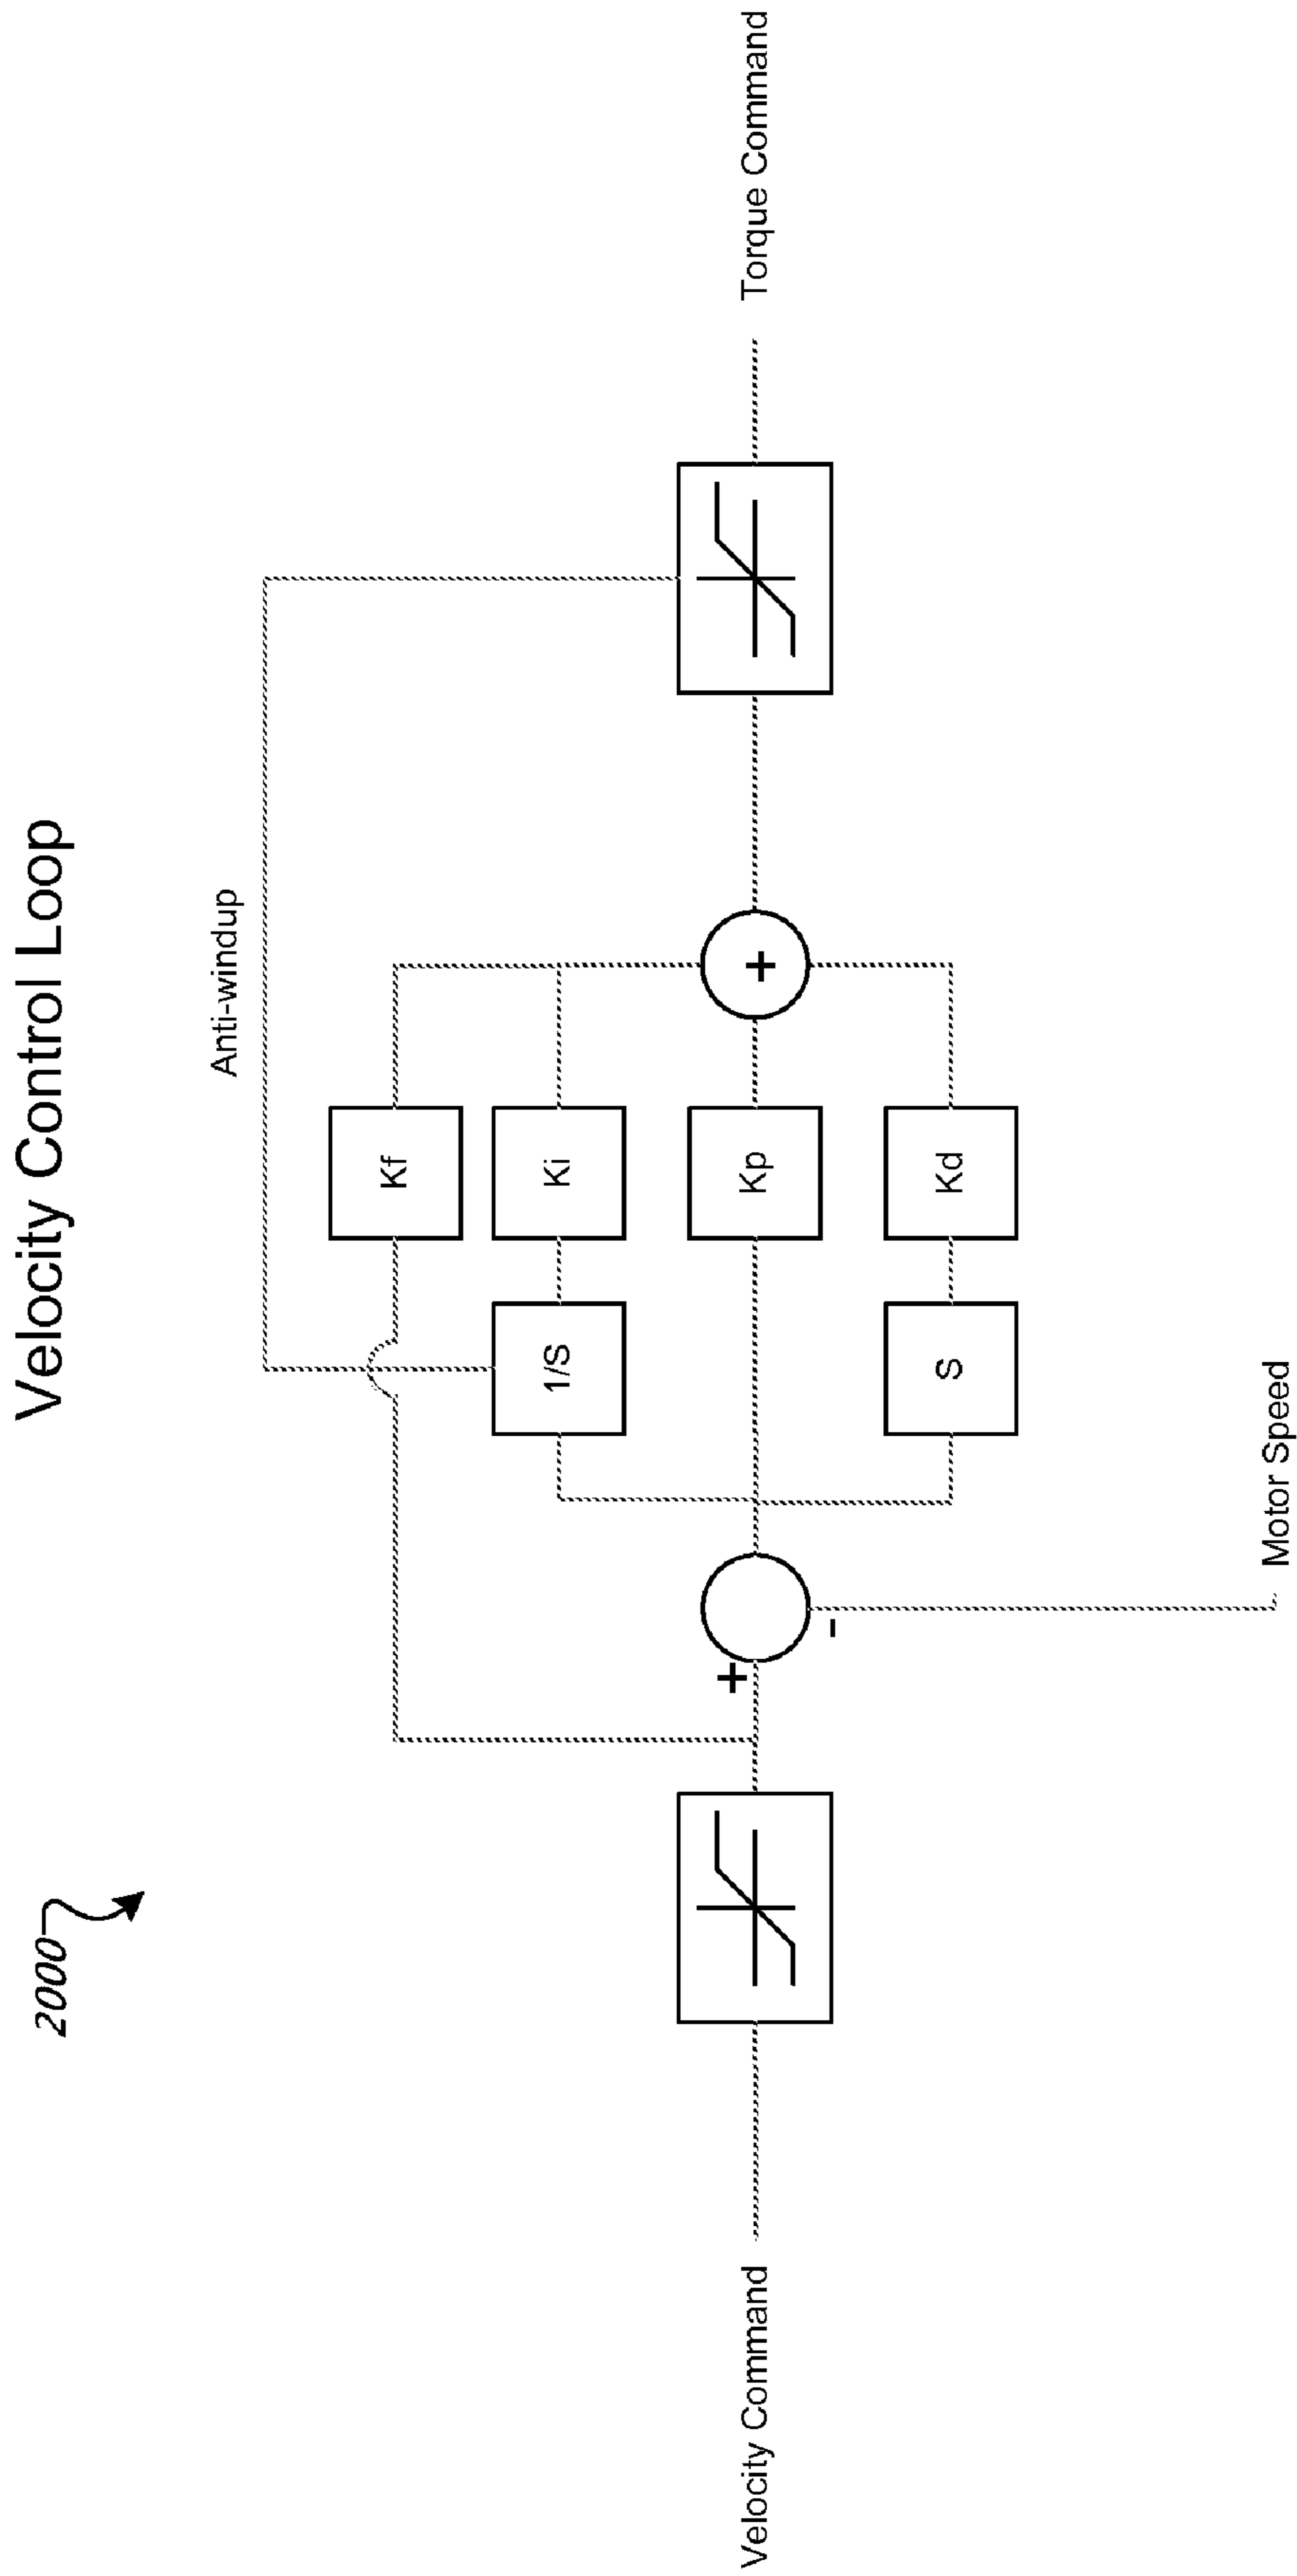 Velocity Control Loop
2000
Anti-windup
Kf
Ki
1/S
Kp
Kd
S
+
-
+
Velocity Command
Torque Command
Motor Speed